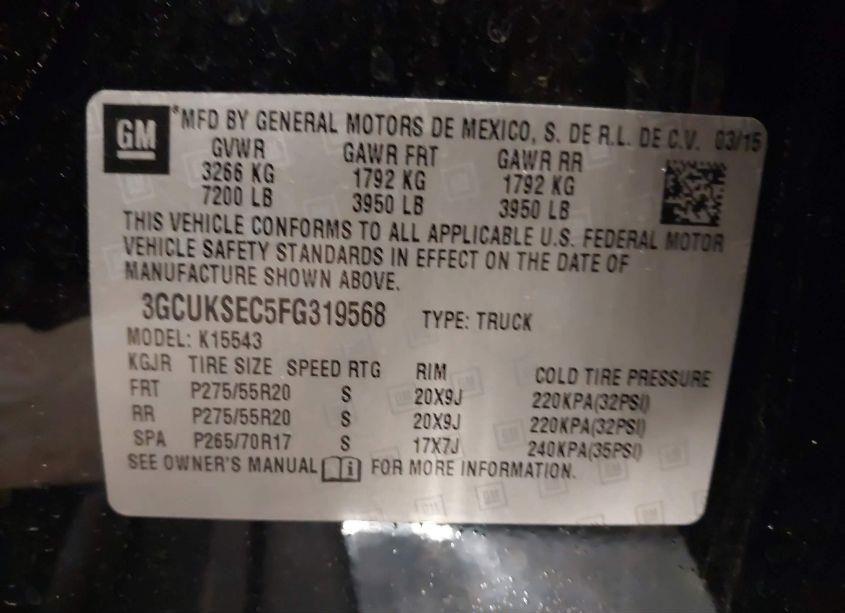 GM *MFD BY GENERAL MOTORS DE MEXICO, S. DE R.L. DE C.V. 03/15
GVWR GAWR FRT GAWR RR
3266 KG 1792 KG 1792 KG
7200 LB 3950 LB 3950 LB
THIS VEHICLE CONFORMS TO ALL APPLICABLE U.S. FEDERAL MOTOR
VEHICLE SAFETY STANDARDS IN EFFECT ON THE DATE OF
MANUFACTURE SHOWN ABOVE.
3GCUKSEC5FG319568 TYPE: TRUCK
MODEL: K15543
KGJR TIRE SIZE SPEED RTG RIM COLD TIRE PRESSURE
FRT P275/55R20 S 20X9J 220KPA(32PSI)
RR P275/55R20 S 20X9J 220KPA(32PSI)
SPA P265/70R17 S 17X7J 240KPA(35PSI)
SEE OWNER'S MANUAL FOR MORE INFORMATION.